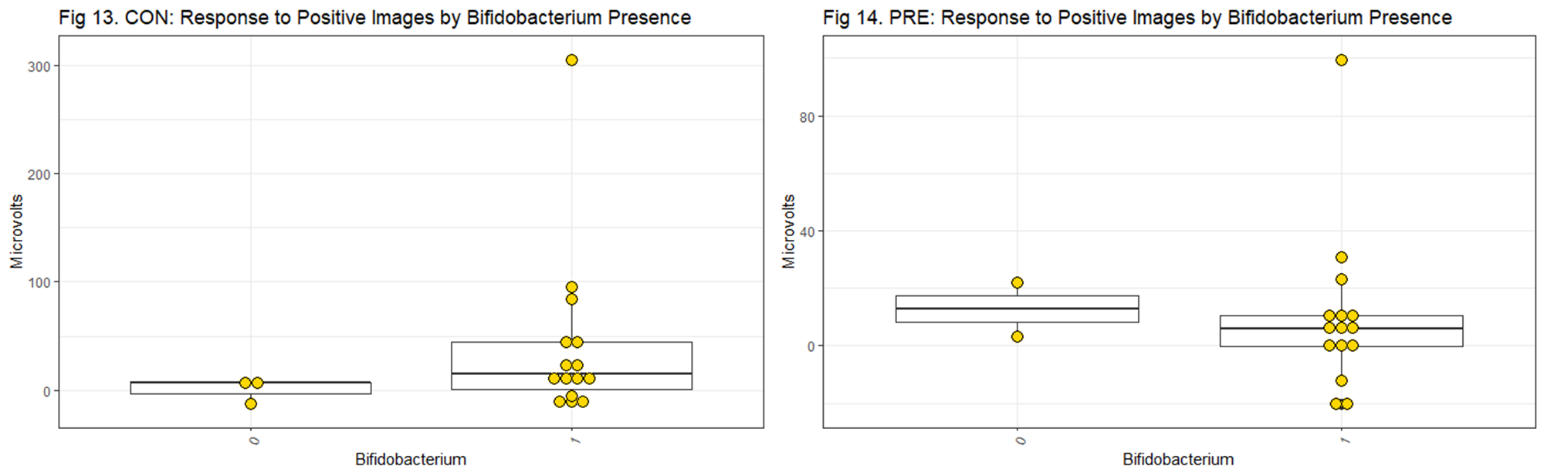 Fig 13. CON: Response to Positive Images by Bifidobacterium Presence
300
200
100
0
Microvolts
0
1
Bifidobacterium
Fig 14. PRE: Response to Positive Images by Bifidobacterium Presence
80
40
0
Microvolts
0
1
Bifidobacterium